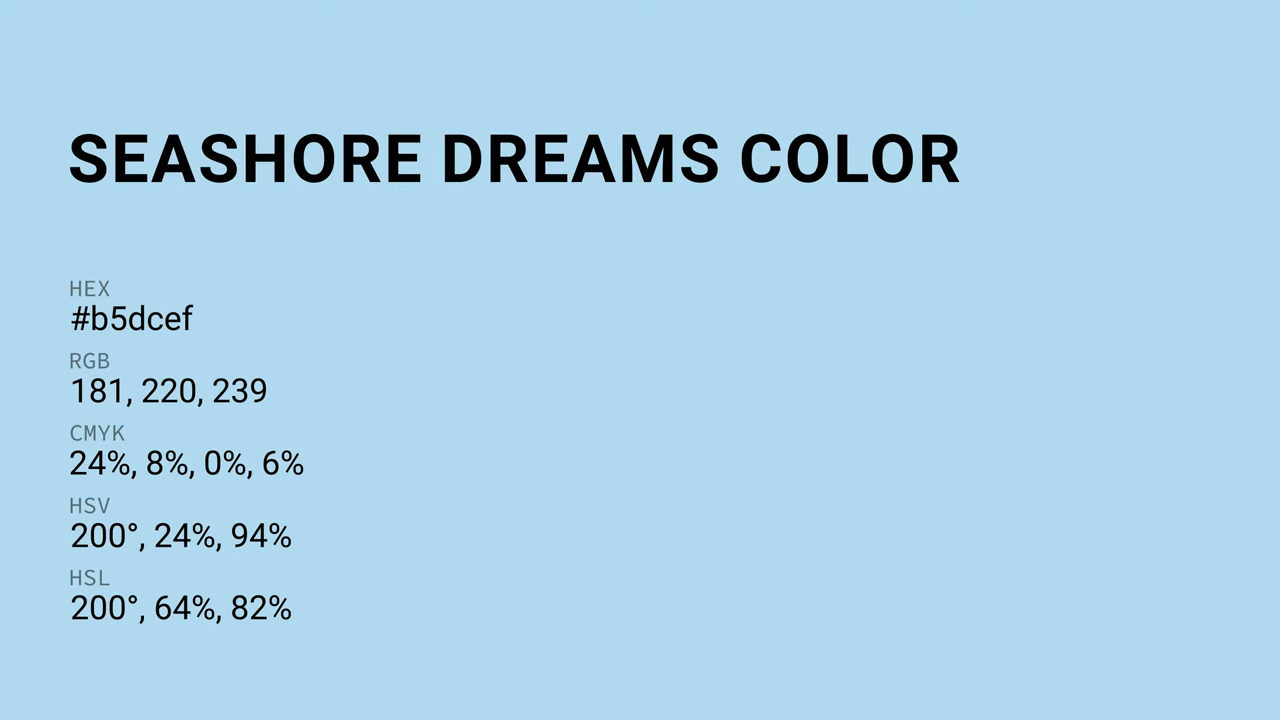 SEASHORE DREAMS COLOR
HEX
#b5dcef
RGB
181, 220, 239
CMYK
24%, 8%, 0%, 6%
HSV
200°, 24%, 94%
HSL
200°, 64%, 82%